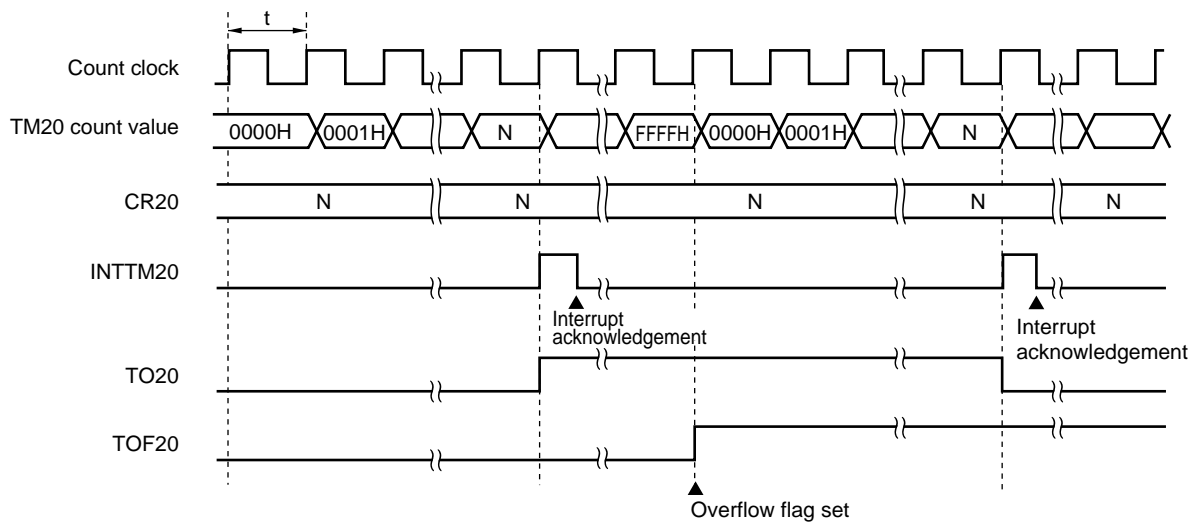 t
Count clock
TM20 count value 0000H 0001H N FFFFH 0000H 0001H N
CR20 N N N N N
INTTM20
Interrupt
acknowledgement
Interrupt
acknowledgement
TO20
TOF20
Overflow flag set